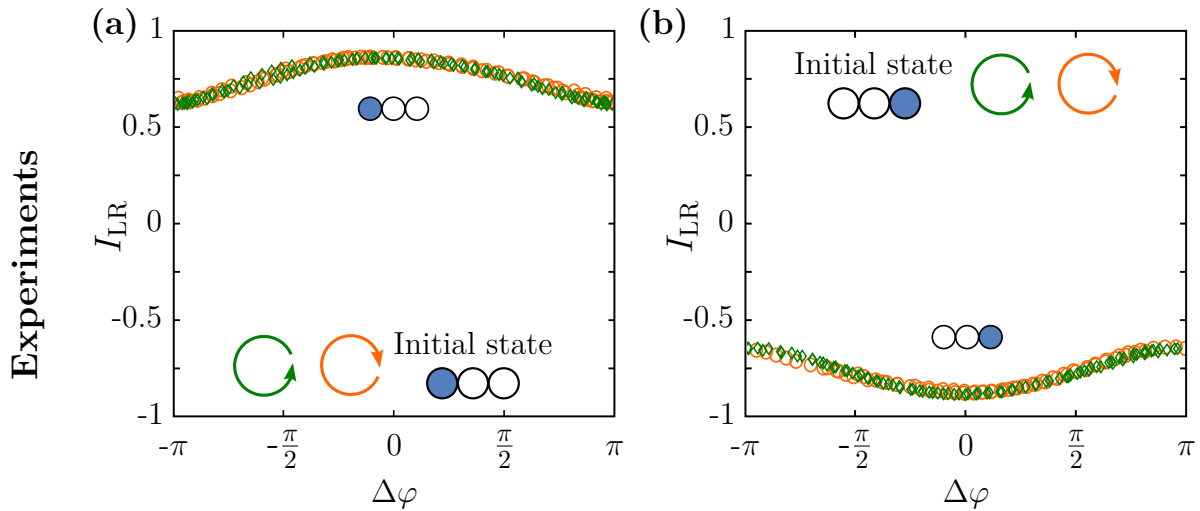 Experiments
(a)
I_LR
1
0.5
0
-0.5
-1
Initial state
-π
-π/2
0
π/2
π
Δφ
(b)
I_LR
1
0.5
0
-0.5
-1
Initial state
-π
-π/2
0
π/2
π
Δφ